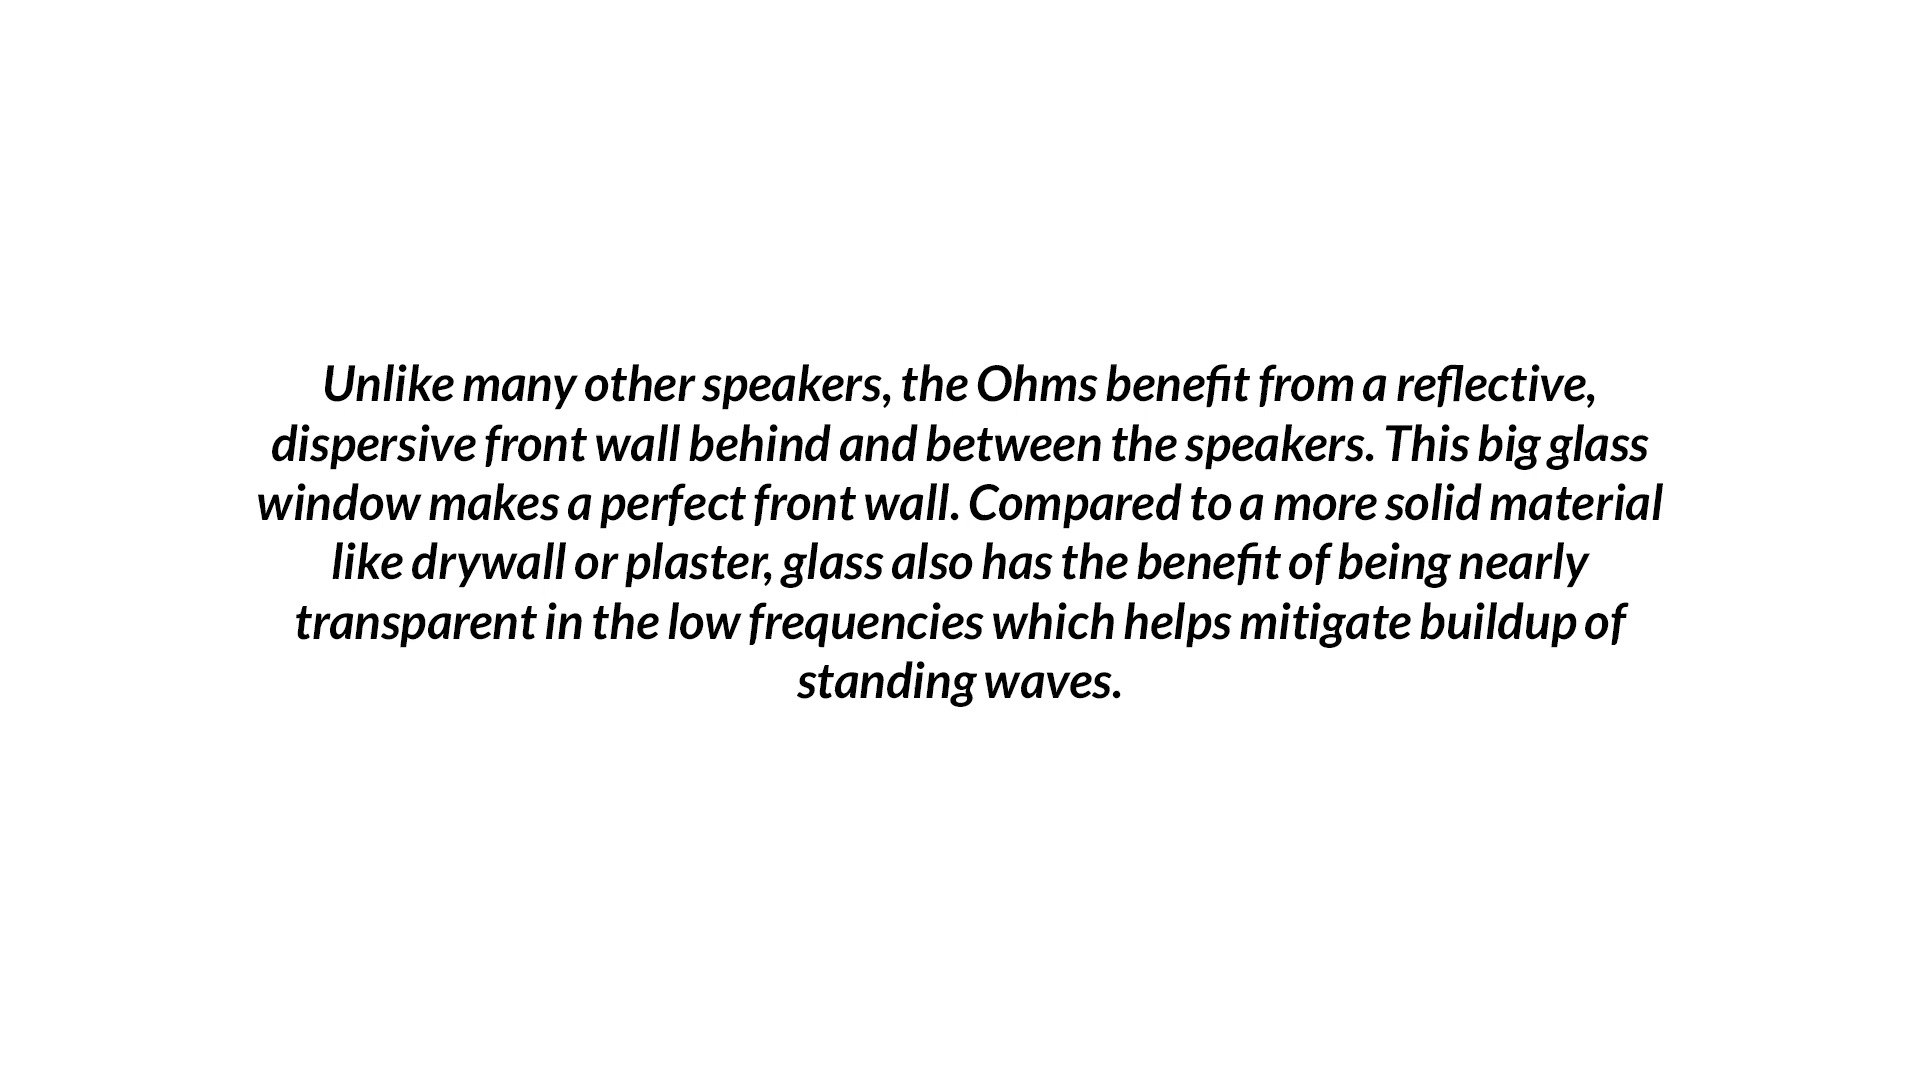 Unlike many other speakers, the Ohms benefit from a reflective,
dispersive front wall behind and between the speakers. This big glass
window makes a perfect front wall. Compared to a more solid material
like drywall or plaster, glass also has the benefit of being nearly
transparent in the low frequencies which helps mitigate buildup of
standing waves.